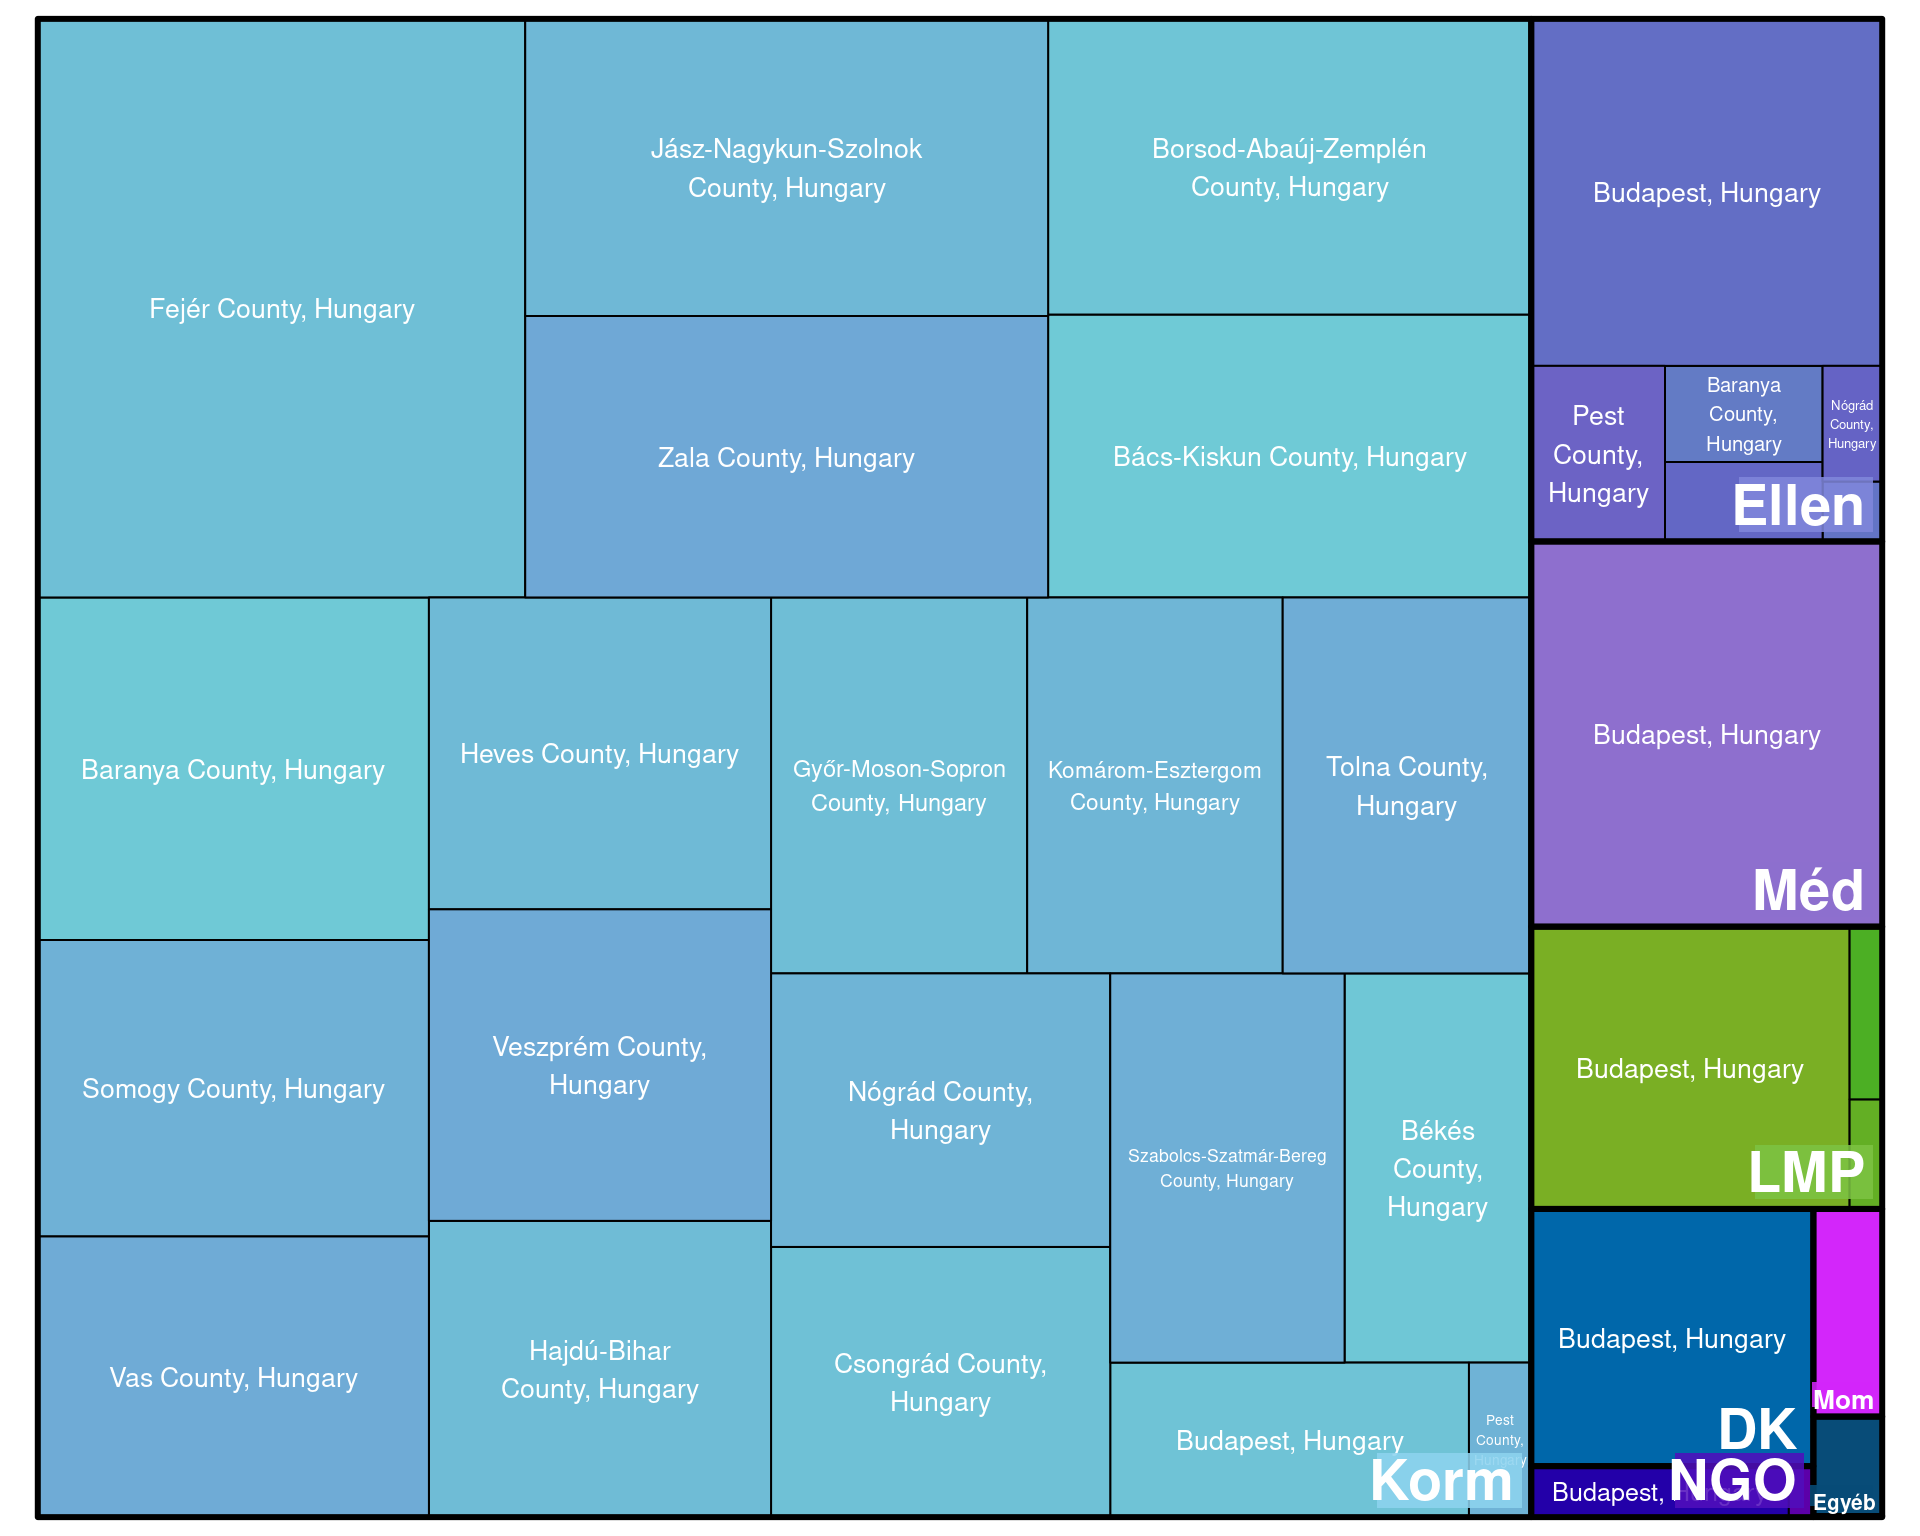 Fejér County, Hungary
Jász-Nagykun-Szolnok
County, Hungary
Borsod-Abaúj-Zemplén
County, Hungary
Zala County, Hungary
Bács-Kiskun County, Hungary
Baranya County, Hungary
Heves County, Hungary
Győr-Moson-Sopron
County, Hungary
Komárom-Esztergom
County, Hungary
Tolna County,
Hungary
Somogy County, Hungary
Veszprém County,
Hungary
Nógrád County,
Hungary
Szabolcs-Szatmár-Bereg
County, Hungary
Békés
County,
Hungary
Vas County, Hungary
Hajdú-Bihar
County, Hungary
Csongrád County,
Hungary
Budapest, Hungary
Pest
County,
Hungary
Korm
Budapest, Hungary
Pest
County,
Hungary
Baranya
County,
Hungary
Nógrád
County,
Hungary
Ellen
Budapest, Hungary
Méd
Budapest, Hungary
LMP
Budapest, Hungary
DK
Mom
Budapest, Hungary
NGO
Egyéb